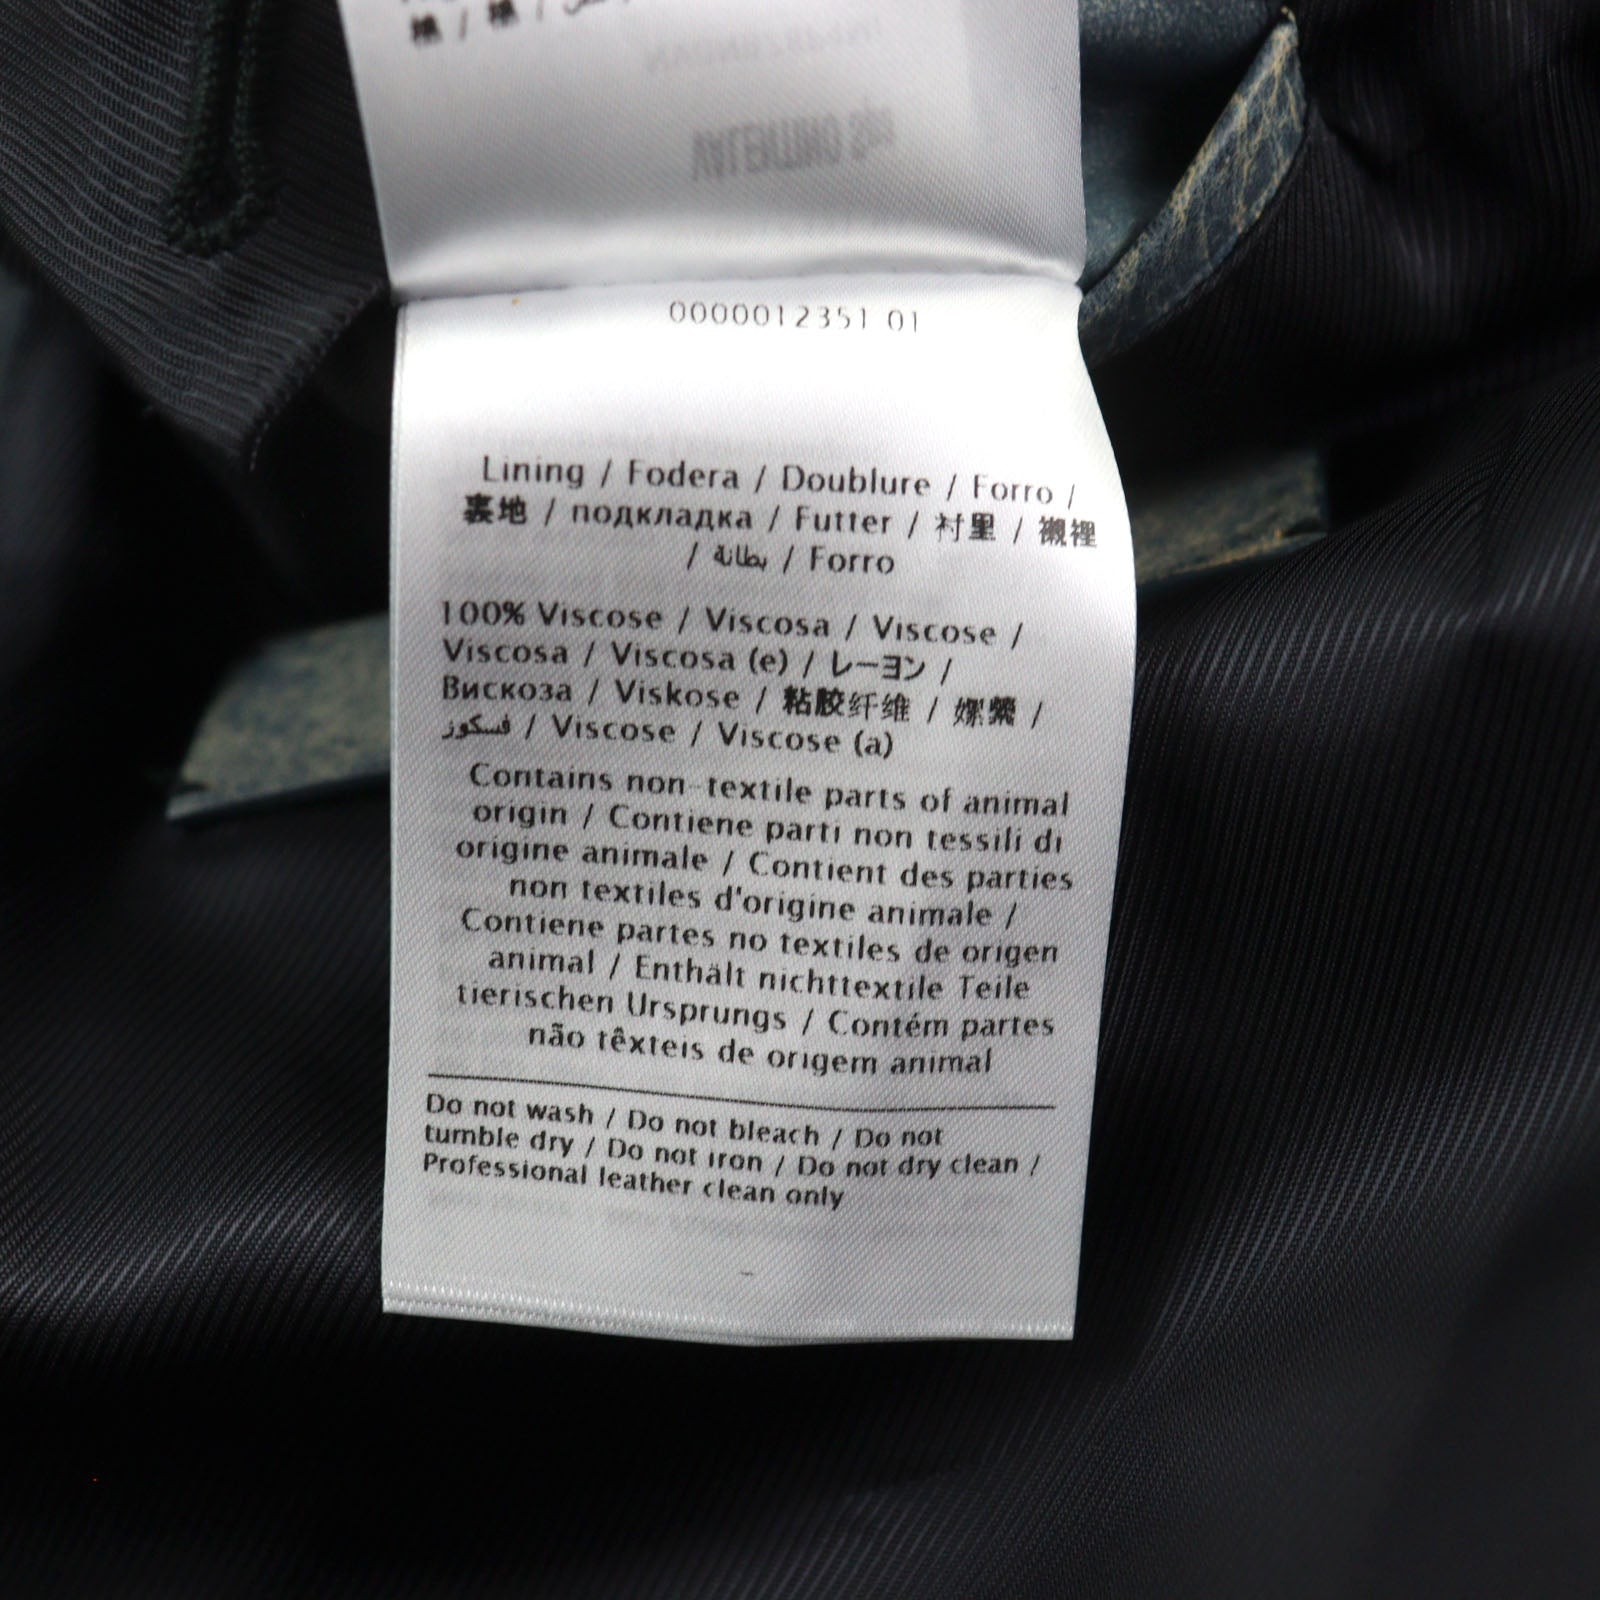 0000012351 01
Lining / Fodera / Doublure / Forro /
裏地 / подкладка / Futter / 衬里 / 襯裡
/ بطانة / Forro
100% Viscose / Viscosa / Viscose /
Viscosa / Viscosa (e) / レーヨン /
Вискоза / Viskose / 粘胶纤维 / 嫘縈 /
فسكوز / Viscose / Viscose (a)
Contains non-textile parts of animal
origin / Contiene parti non tessili di
origine animale / Contient des parties
non textiles d'origine animale /
Contiene partes no textiles de origen
animal / Enthält nichttextile Teile
tierischen Ursprungs / Contém partes
não têxteis de origem animal
Do not wash / Do not bleach / Do not
tumble dry / Do not iron / Do not dry clean /
Professional leather clean only